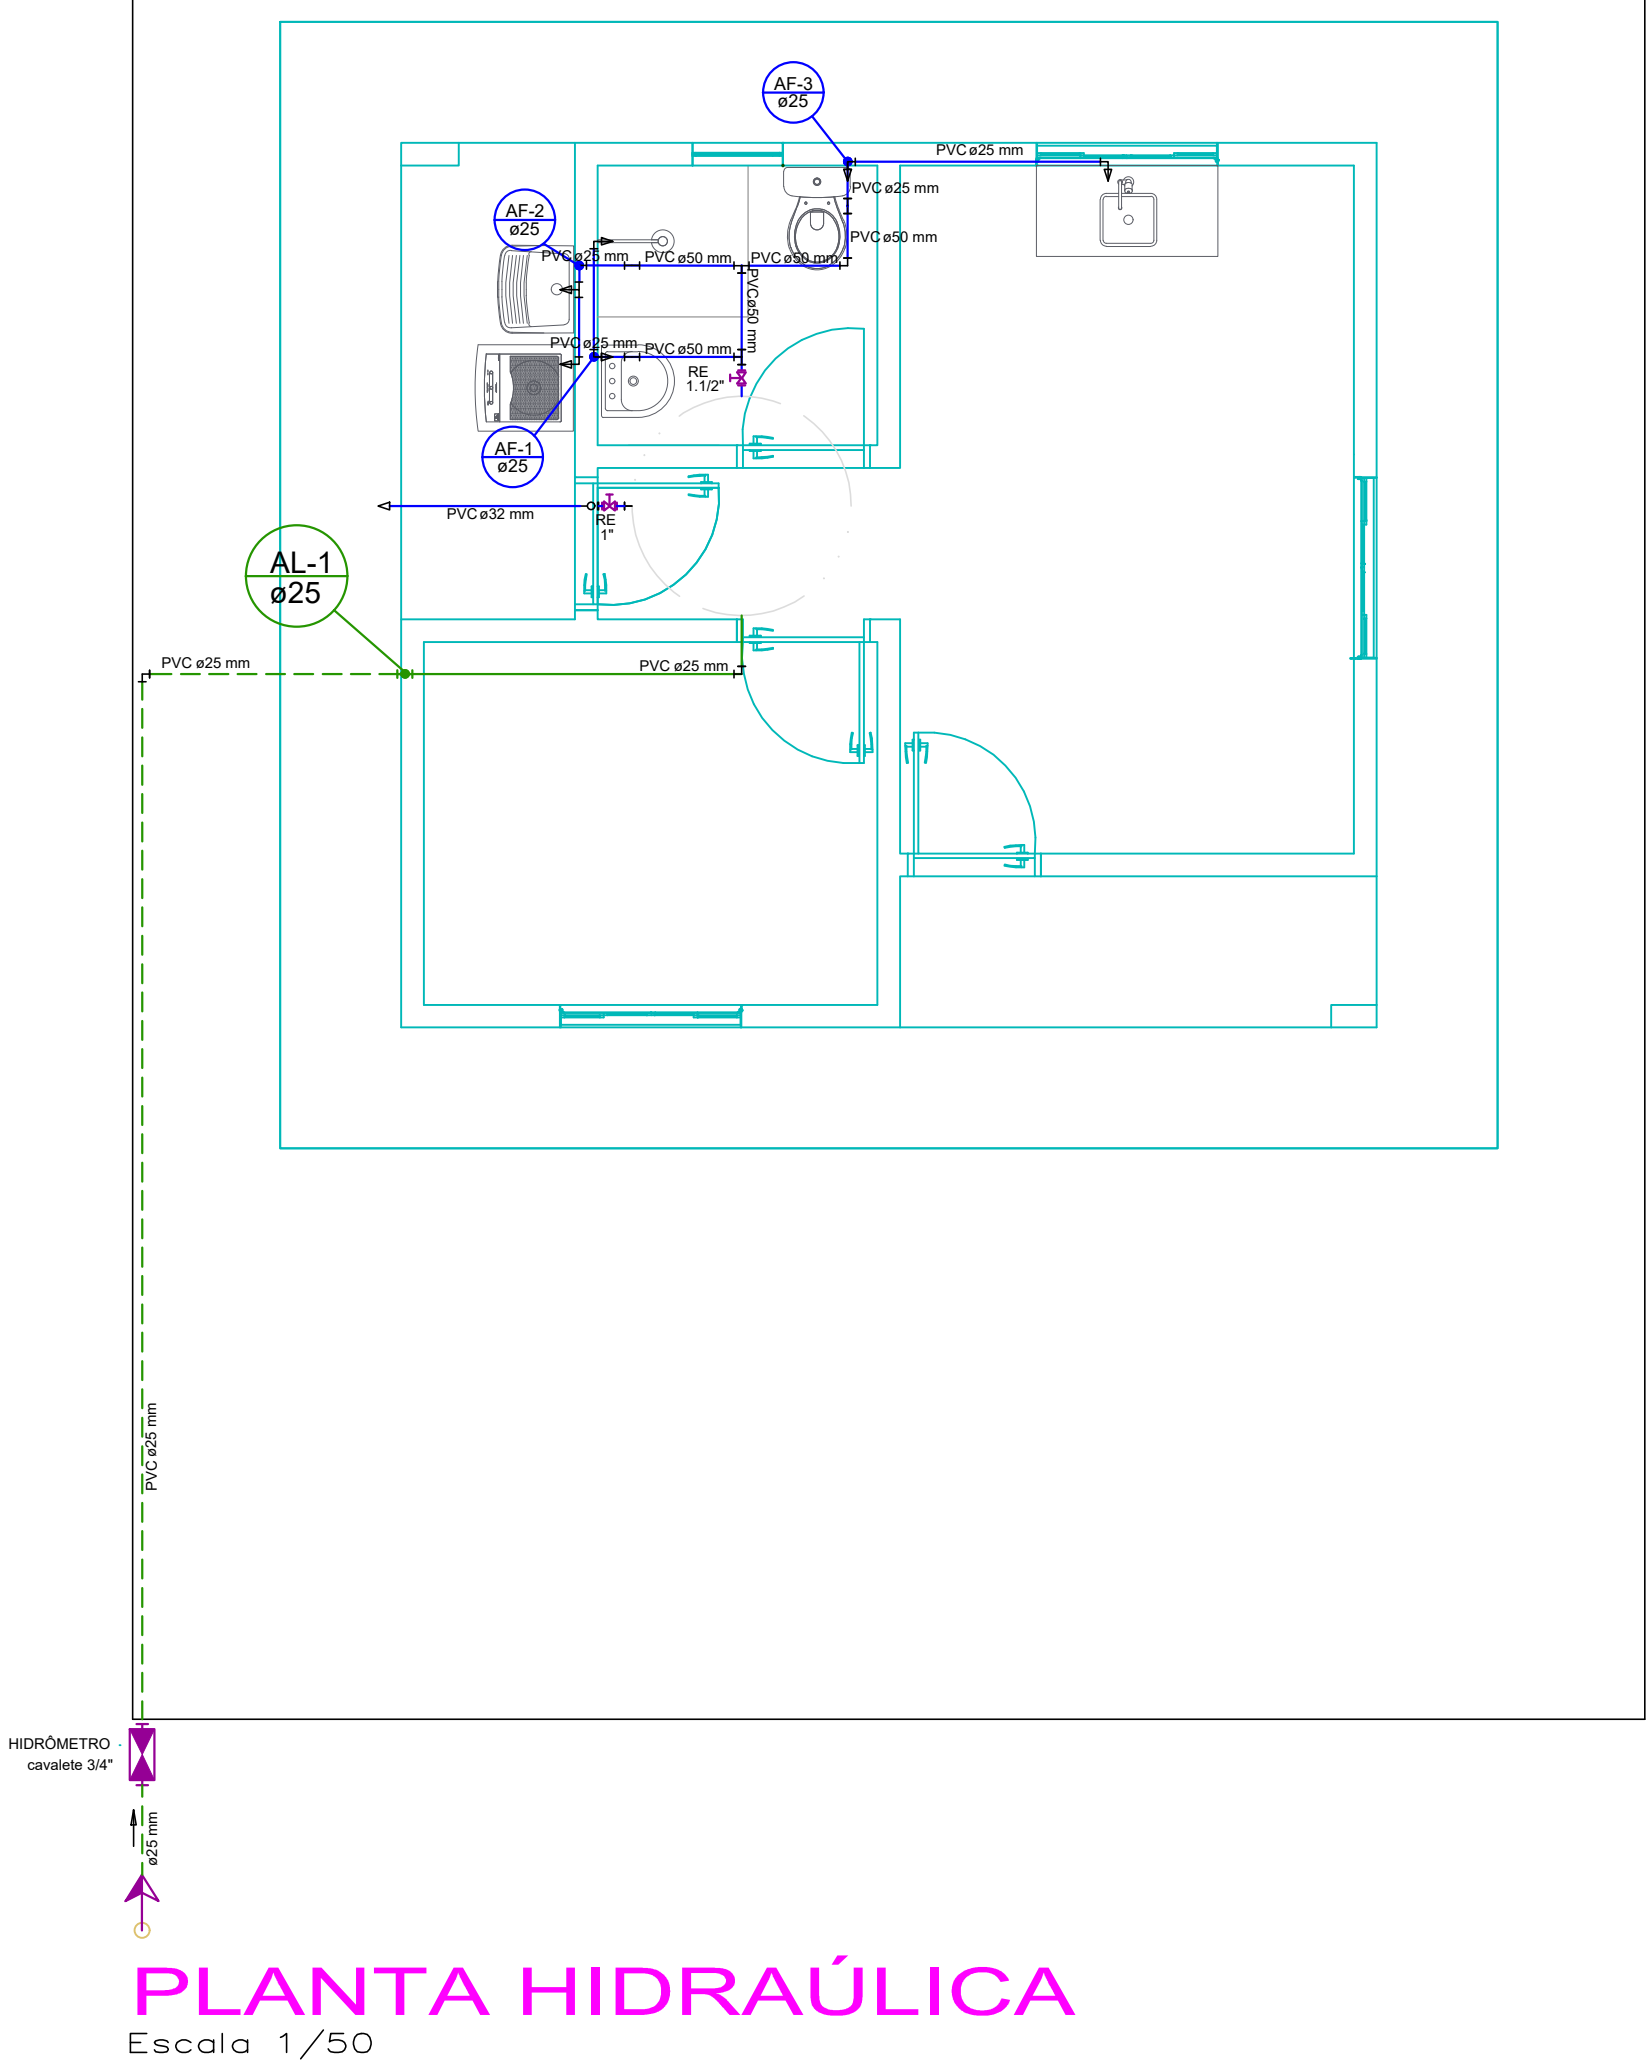 AF-3
ø25
PVC ø25 mm
PVC ø25 mm
AF-2
ø25
PVC ø50 mm
PVC ø25 mm
PVC ø50 mm
PVC ø50 mm
PVC ø50 mm
PVC ø25 mm
PVC ø50 mm
RE
1.1/2"
AF-1
ø25
PVC ø32 mm
RE
1"
AL-1
ø25
PVC ø25 mm
PVC ø25 mm
PVC ø25 mm
HIDRÔMETRO
cavalete 3/4"
ø25 mm
PLANTA HIDRAÚLICA
Escala 1/50